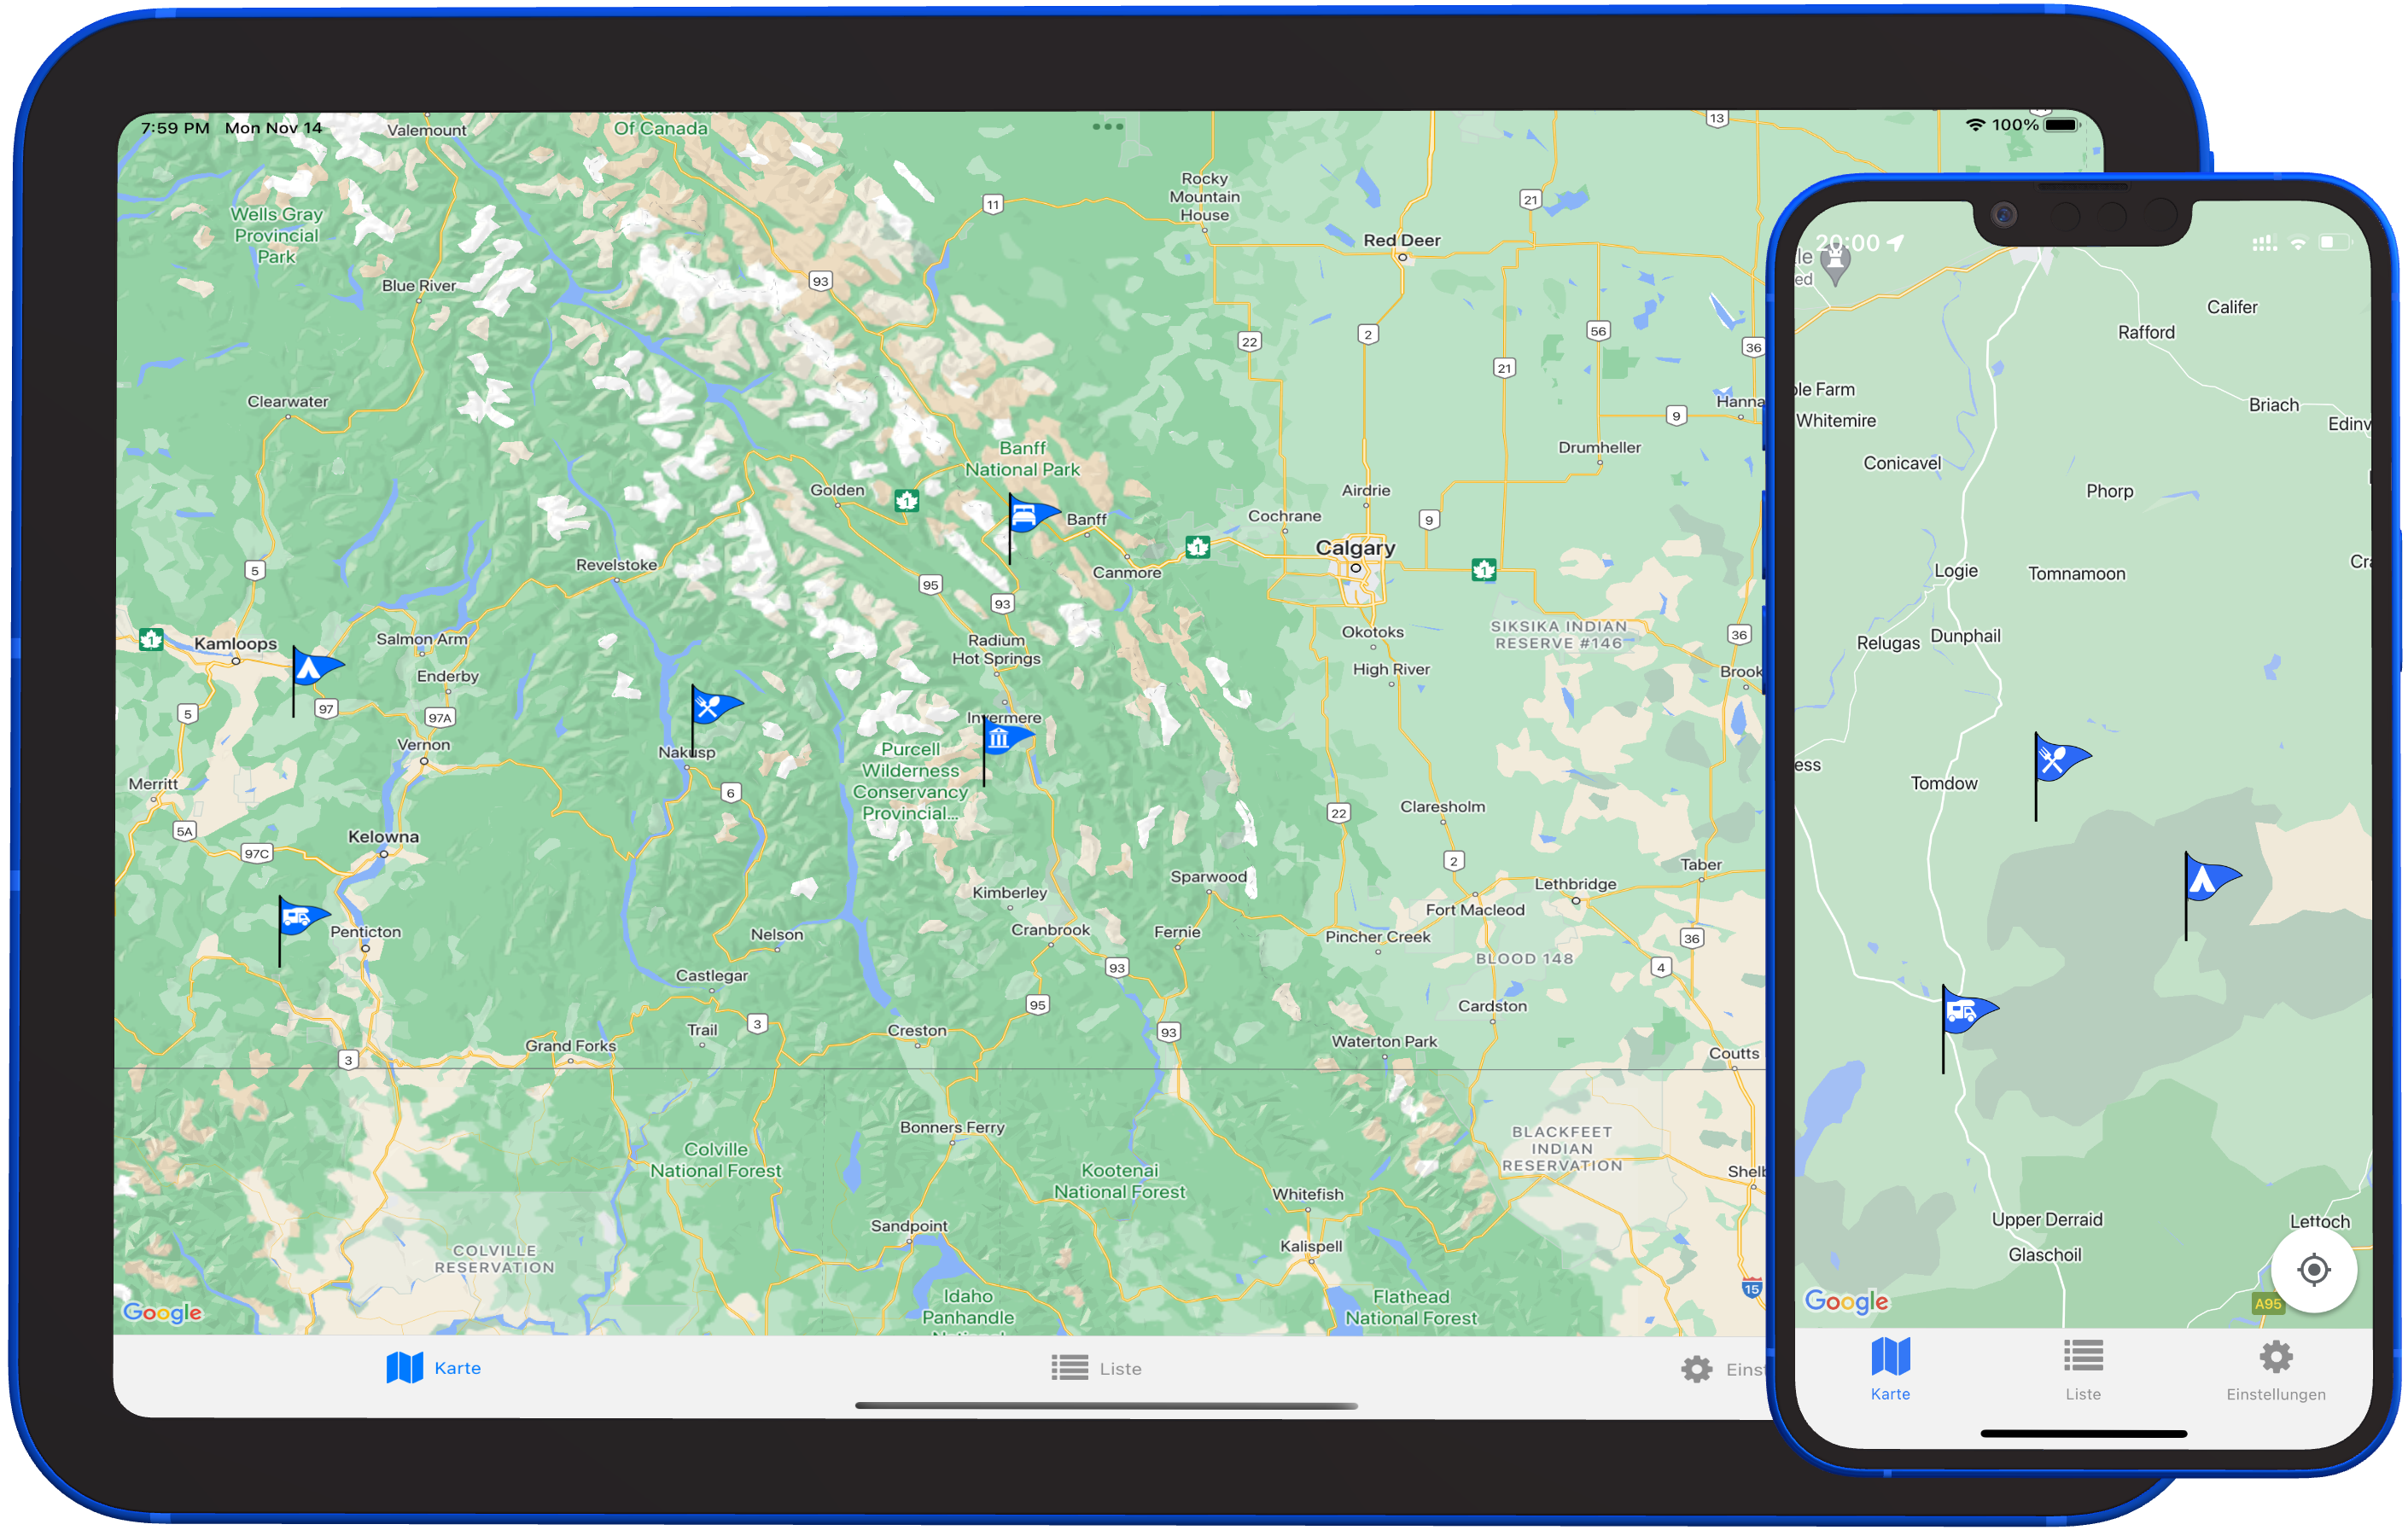 7:59 PM Mon Nov 14
100%
Valemount
Of Canada
13
Rocky
Mountain
House
11
21
Wells Gray
Provincial
Park
Red Deer
Blue River
93
2
56
22
36
21
Clearwater
Hanna
9
Banff
National Park
Drumheller
Golden
1
Airdrie
Banff
Cochrane
9
1
Calgary
Revelstoke
5
Canmore
1
95
93
1
Kamloops
Salmon Arm
Radium
Hot Springs
Okotoks
SIKSIKA INDIAN
RESERVE #146
36
High River
Brook
Enderby
5
97
97A
Invermere
Vernon
Nakusp
Purcell
Wilderness
Conservancy
Provincial...
Merritt
6
5A
22
Claresholm
Kelowna
97C
2
Taber
Sparwood
Lethbridge
Kimberley
Fort Macleod
Penticton
Nelson
Cranbrook
Fernie
Pincher Creek
36
BLOOD 148
93
4
Castlegar
95
Cardston
Trail
3
Creston
93
Grand Forks
Waterton Park
3
Coutts
Bonners Ferry
BLACKFEET
INDIAN
RESERVATION
Colville
National Forest
Kootenai
National Forest
Shelb
Whitefish
Sandpoint
COLVILLE
RESERVATION
Kalispell
15
Idaho
Panhandle
Flathead
National Forest
Google
Karte
Liste
Einst
20:00
le
ed
Califer
Rafford
ole Farm
Briach
Whitemire
Edinv
Conicavel
Phorp
Cra
Logie
Tomnamoon
Relugas
Dunphail
ess
Tomdow
Upper Derraid
Lettoch
Glaschoil
A95
Google
Karte
Liste
Einstellungen